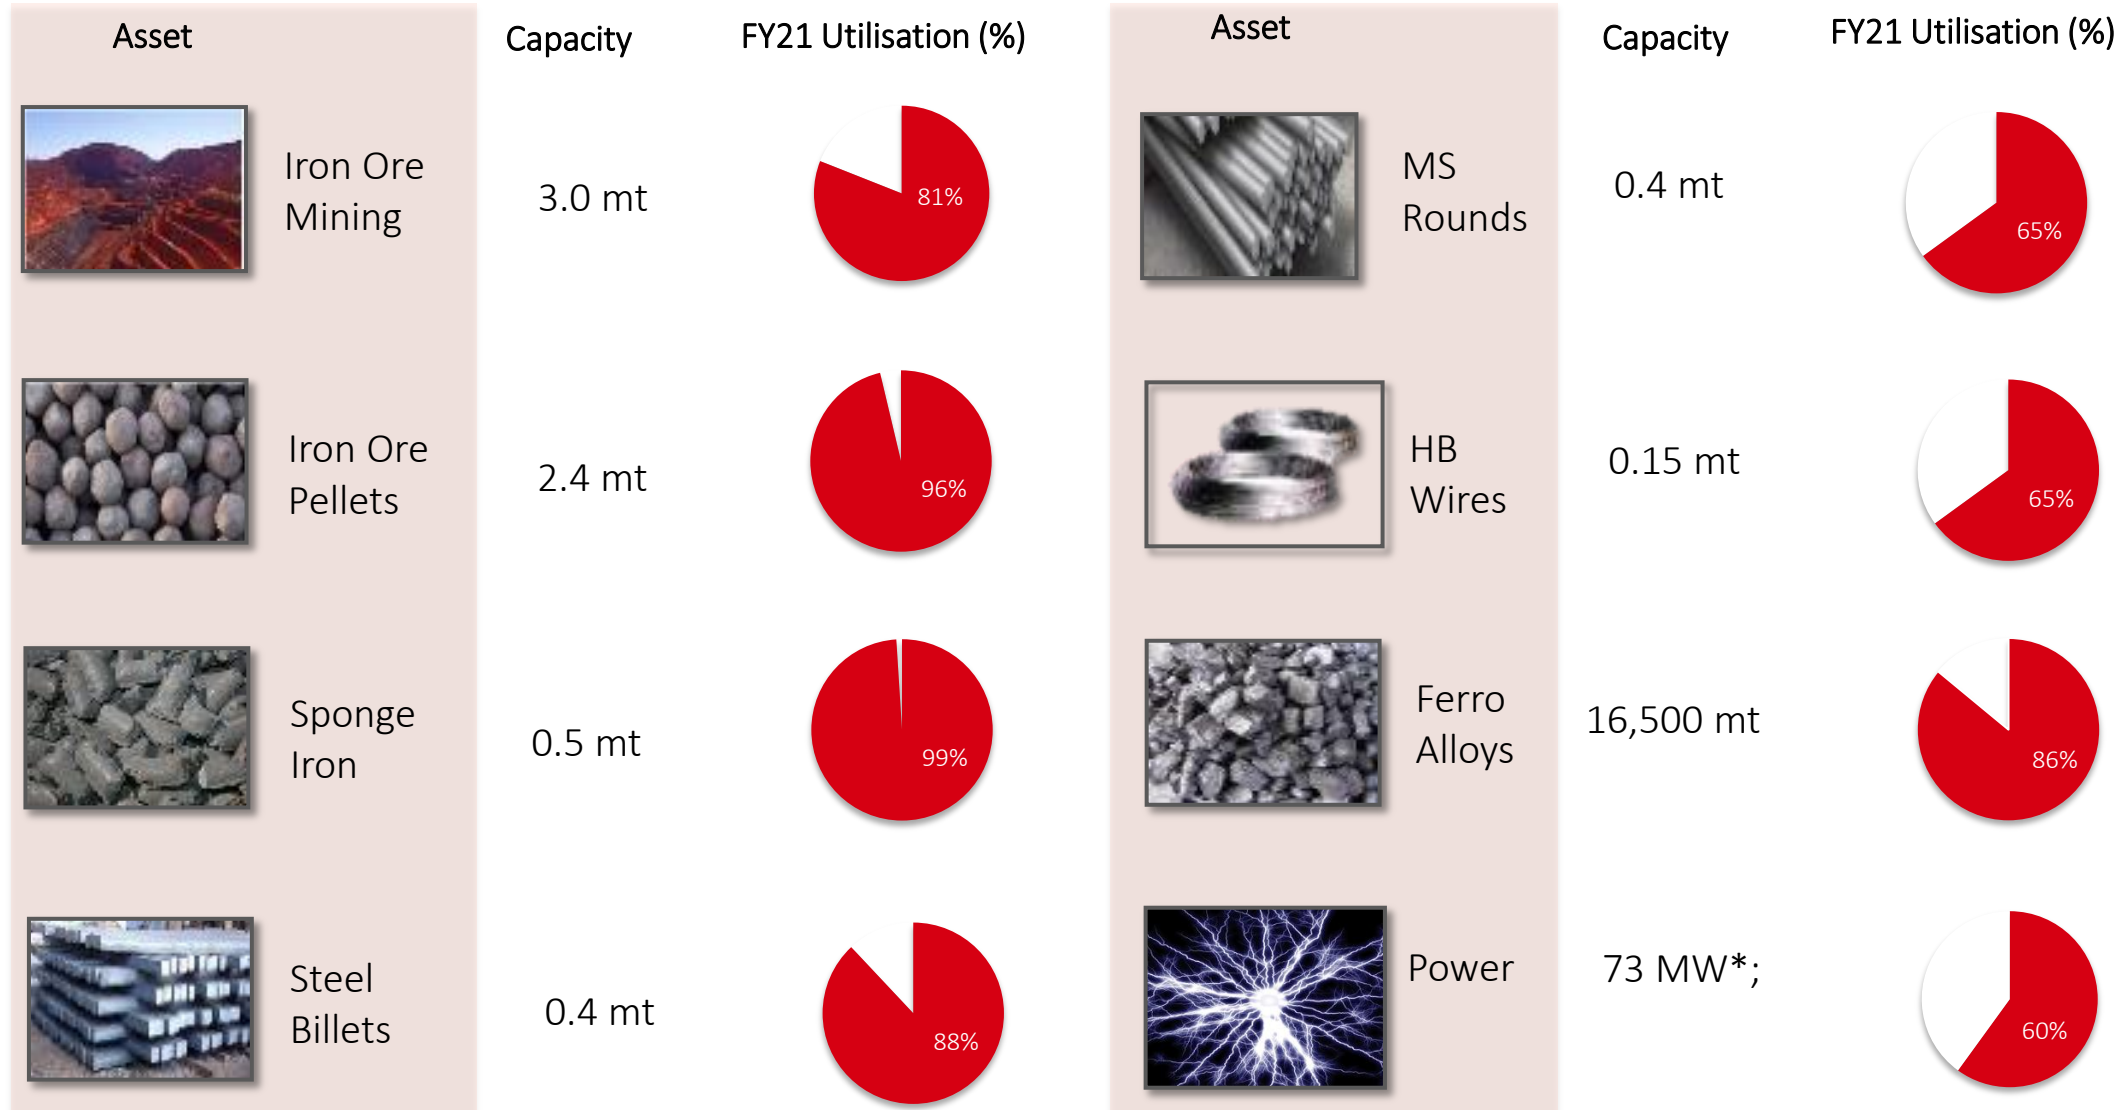 Asset
Capacity
FY21 Utilisation (%)
Iron Ore
Mining
3.0 mt
81%
Iron Ore
Pellets
2.4 mt
96%
Sponge
Iron
0.5 mt
99%
Steel
Billets
0.4 mt
88%
Asset
Capacity
FY21 Utilisation (%)
MS
Rounds
0.4 mt
65%
HB
Wires
0.15 mt
65%
Ferro
Alloys
16,500 mt
86%
Power
73 MW*;
60%